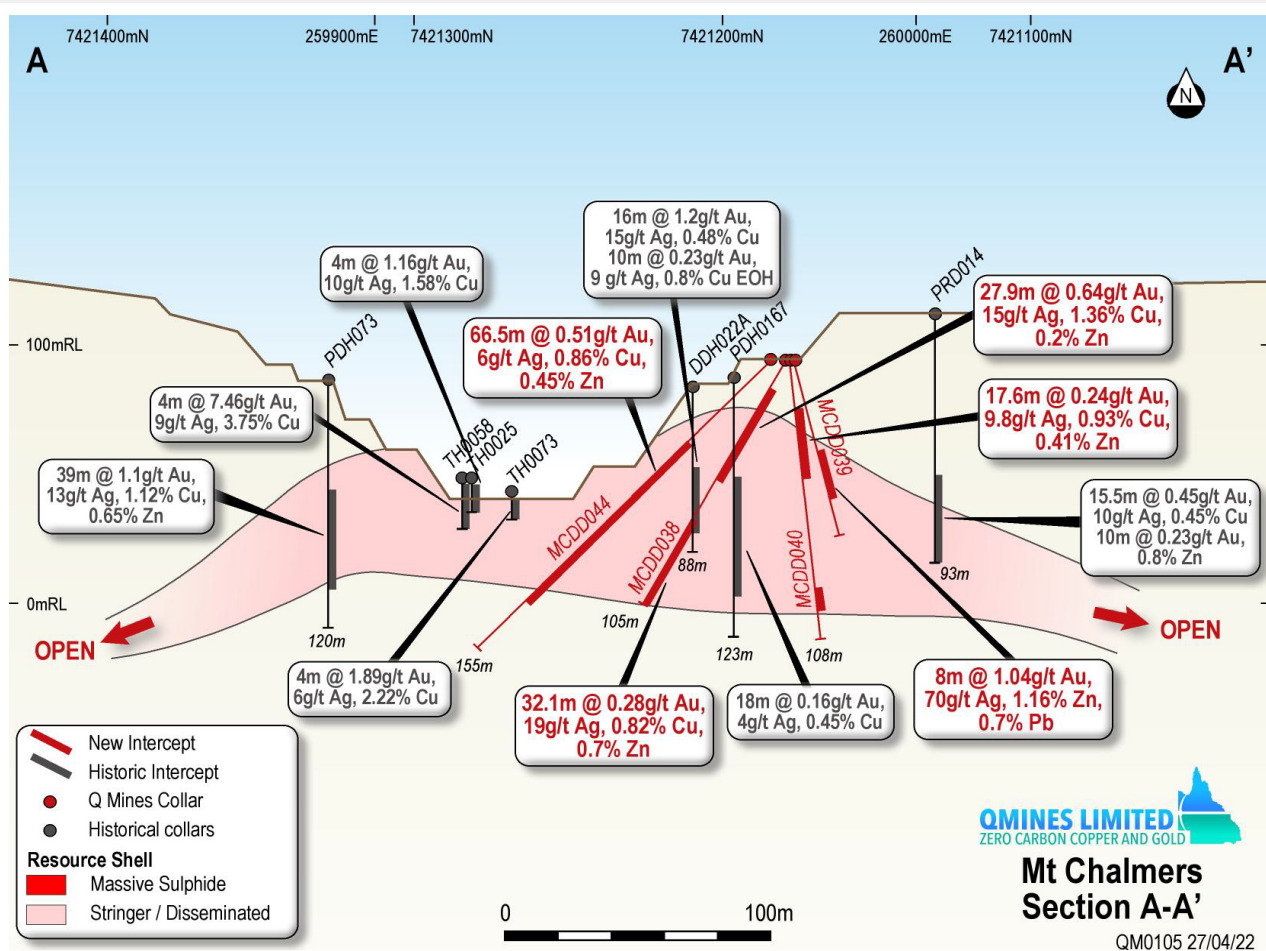 7421400mN
259900mE
7421300mN
7421200mN
260000mE
7421100mN
A
A’
N
16m @ 1.2g/t Au,
15g/t Ag, 0.48% Cu
10m @ 0.23g/t Au,
9 g/t Ag, 0.8% Cu EOH
4m @ 1.16g/t Au,
10g/t Ag, 1.58% Cu
PRD014
27.9m @ 0.64g/t Au,
15g/t Ag, 1.36% Cu,
0.2% Zn
66.5m @ 0.51g/t Au,
6g/t Ag, 0.86% Cu,
0.45% Zn
PDH073
DDH022A
PDH0167
100mRL
4m @ 7.46g/t Au,
9g/t Ag, 3.75% Cu
17.6m @ 0.24g/t Au,
9.8g/t Ag, 0.93% Cu,
0.41% Zn
MCDD039
TH0058
TH0025
TH0073
39m @ 1.1g/t Au,
13g/t Ag, 1.12% Cu,
0.65% Zn
15.5m @ 0.45g/t Au,
10g/t Ag, 0.45% Cu
10m @ 0.23g/t Au,
0.8% Zn
MCDD044
MCDD038
MCDD040
88m
93m
0mRL
105m
120m
OPEN
OPEN
155m
123m
108m
4m @ 1.89g/t Au,
6g/t Ag, 2.22% Cu
32.1m @ 0.28g/t Au,
19g/t Ag, 0.82% Cu,
0.7% Zn
18m @ 0.16g/t Au,
4g/t Ag, 0.45% Cu
8m @ 1.04g/t Au,
70g/t Ag, 1.16% Zn,
0.7% Pb
New Intercept
Historic Intercept
Q Mines Collar
Historical collars
Resource Shell
Massive Sulphide
Stringer / Disseminated
0
100m
QMINES LIMITED
ZERO CARBON COPPER AND GOLD
Mt Chalmers
Section A-A’
QM0105 27/04/22